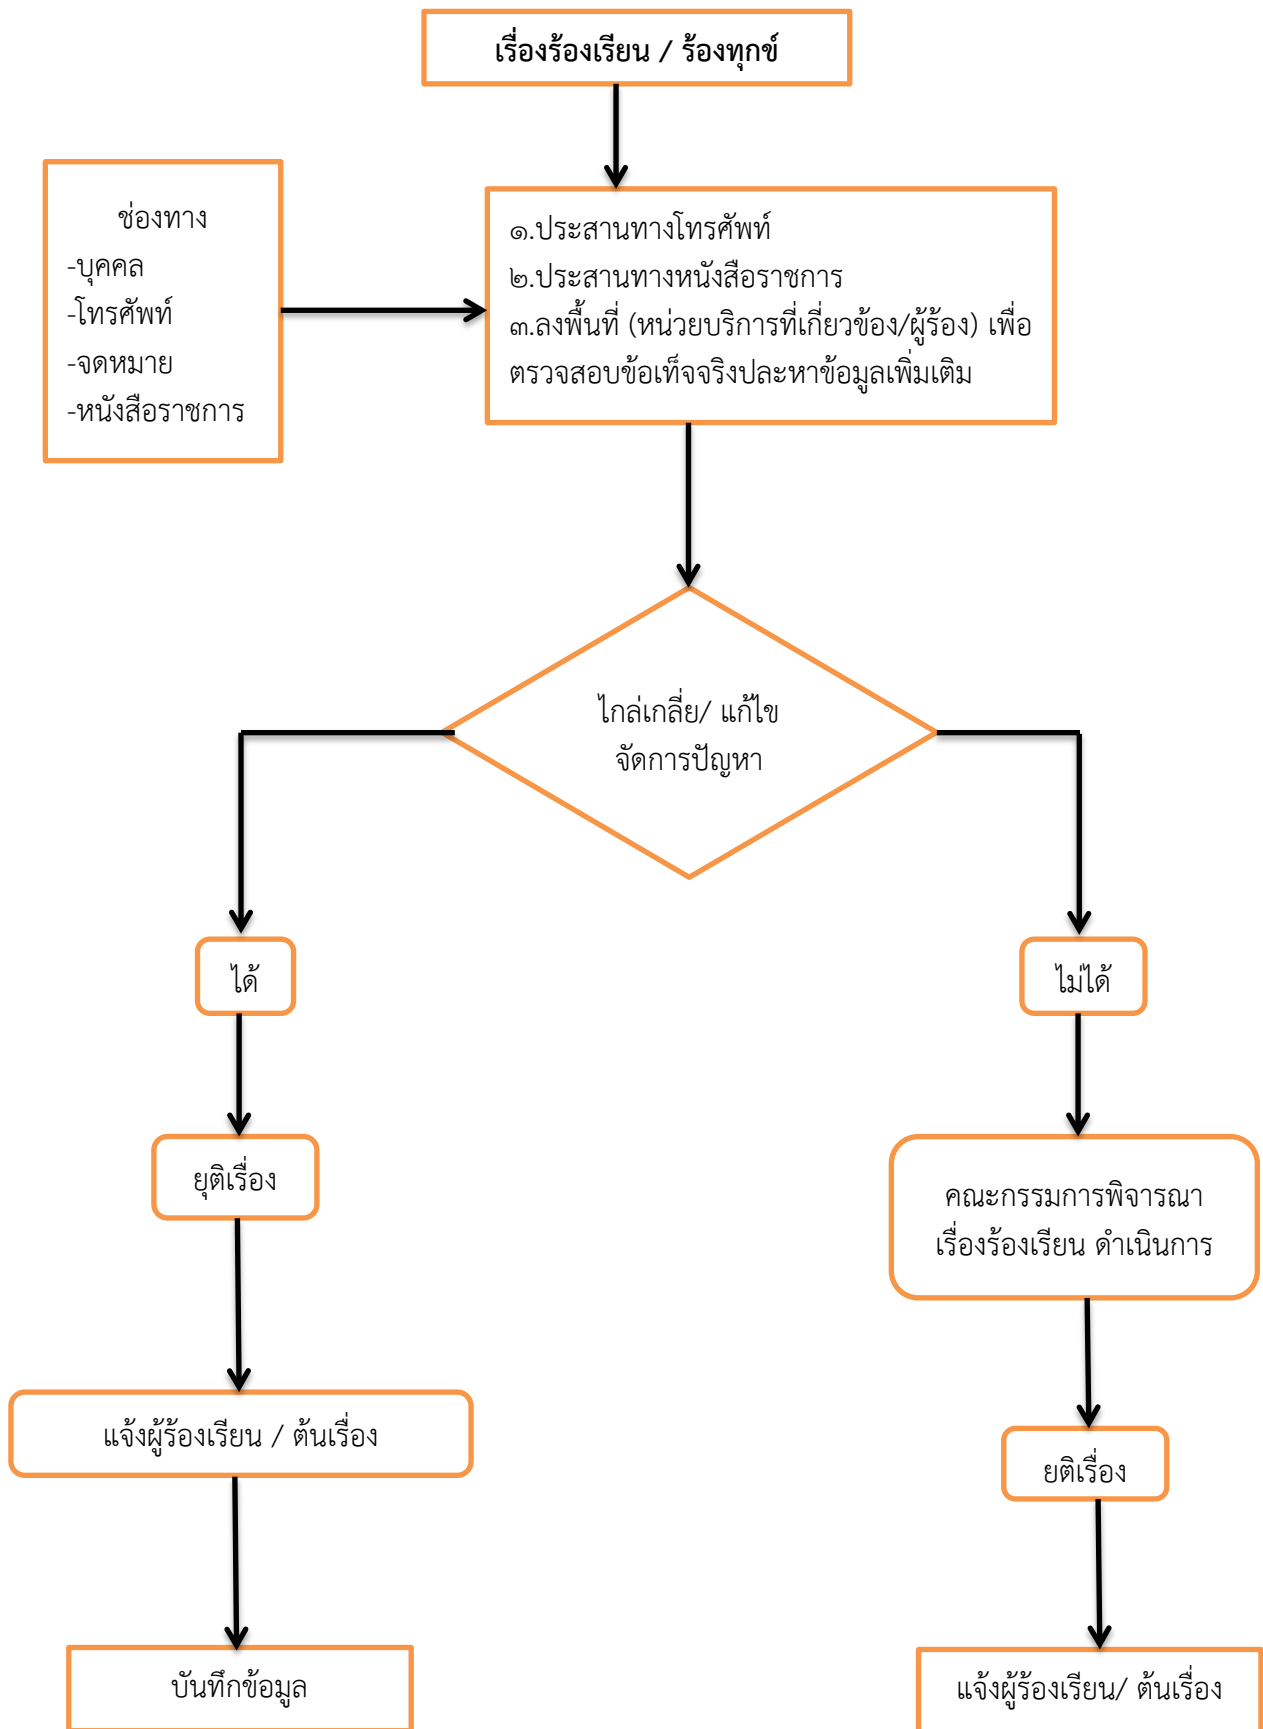 เรื่องร้องเรียน / ร้องทุกข์
ช่องทาง
-บุคคล
-โทรศัพท์
-จดหมาย
-หนังสือราชการ
๑.ประสานทางโทรศัพท์
๒.ประสานทางหนังสือราชการ
๓.ลงพื้นที่ (หน่วยบริการที่เกี่ยวข้อง/ผู้ร้อง) เพื่อ
ตรวจสอบข้อเท็จจริงปละหาข้อมูลเพิ่มเติม
ไกล่เกลี่ย/ แก้ไข
จัดการปัญหา
ได้
ไม่ได้
ยุติเรื่อง
คณะกรรมการพิจารณา
เรื่องร้องเรียน ดำเนินการ
แจ้งผู้ร้องเรียน / ต้นเรื่อง
ยติเรื่อง
บันทึกข้อมูล
แจ้งผู้ร้องเรียน/ ต้นเรื่อง